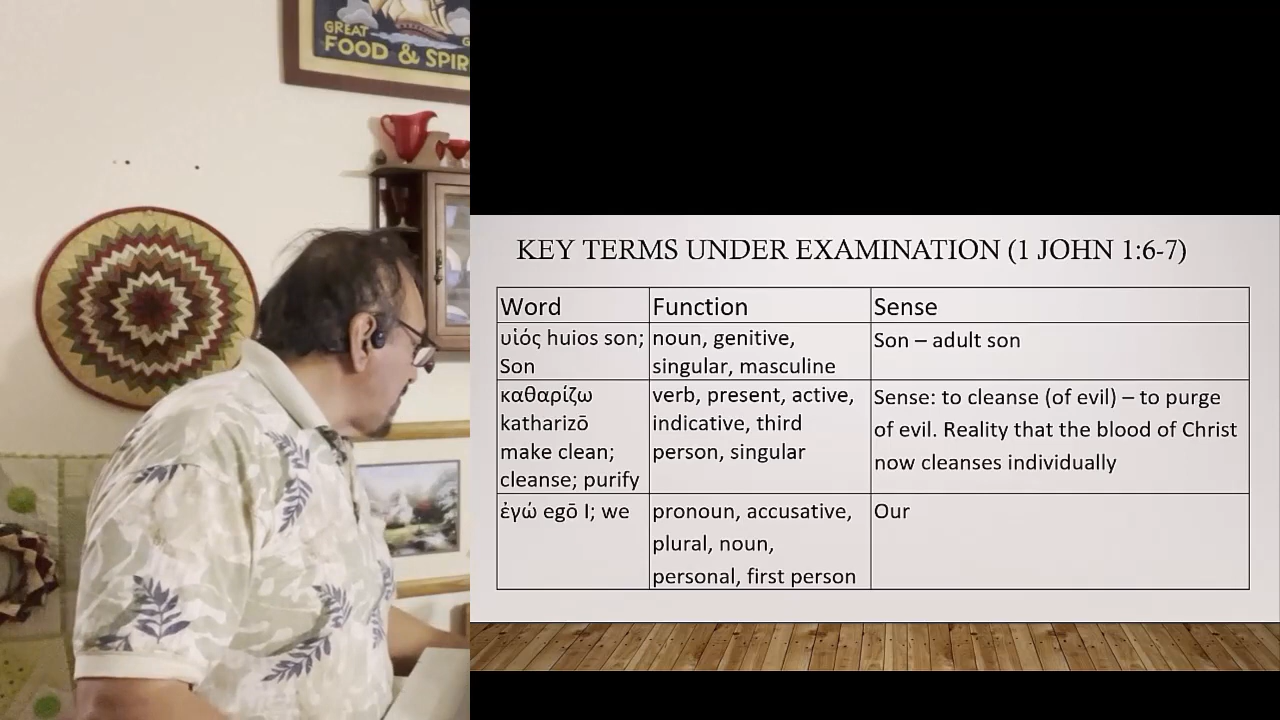 GREAT
FOOD & SPIR
KEY TERMS UNDER EXAMINATION (1 JOHN 1:6-7)
Word Function Sense
υἱός huios son; noun, genitive, Son – adult son
Son singular, masculine
καθαρίζω verb, present, active, Sense: to cleanse (of evil) – to purge
katharizō indicative, third of evil. Reality that the blood of Christ
make clean; person, singular now cleanses individually
cleanse; purify
ἐγώ egō I; we pronoun, accusative, Our
plural, noun,
personal, first person